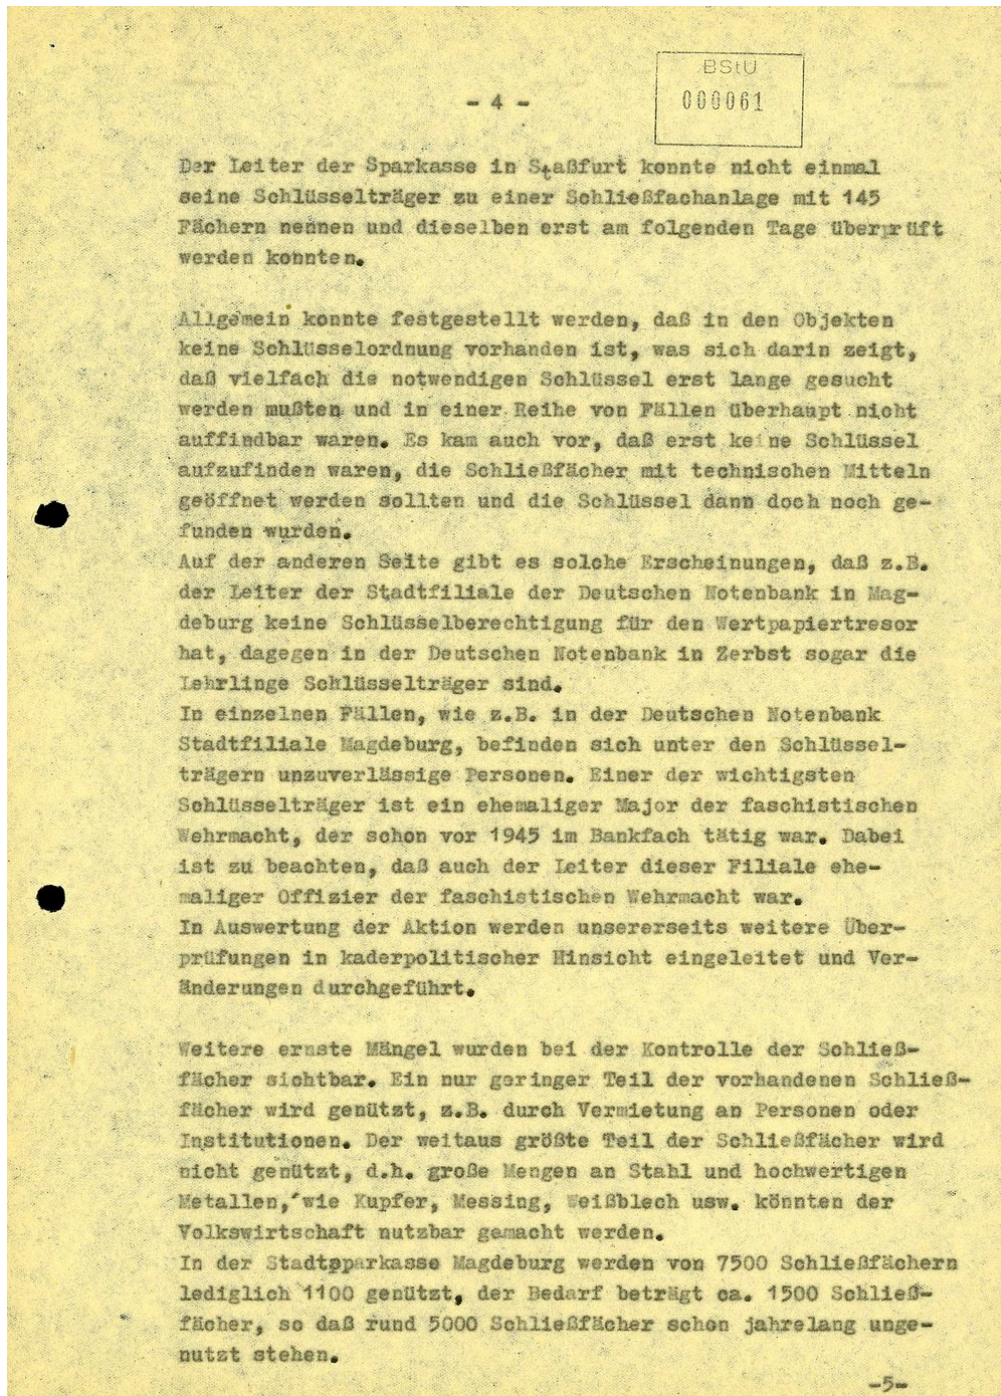 BStU
000061
- 4 -
Der Leiter der Sparkasse in Staßfurt konnte nicht einmal
seine Schlüsselträger zu einer Schließfachanlage mit 145
Fächern nennen und dieselben erst am folgenden Tage überprüft
werden konnten.
Allgemein konnte festgestellt werden, daß in den Objekten
keine Schlüsselordnung vorhanden ist, was sich darin zeigt,
daß vielfach die notwendigen Schlüssel erst lange gesucht
werden mußten und in einer Reihe von Fällen überhaupt nicht
auffindbar waren. Es kam auch vor, daß erst keine Schlüssel
aufzufinden waren, die Schließfächer mit technischen Mitteln
geöffnet werden sollten und die Schlüssel dann doch noch ge-
funden wurden.
Auf der anderen Seite gibt es solche Erscheinungen, daß z.B.
der Leiter der Stadtfiliale der Deutschen Notenbank in Mag-
deburg keine Schlüsselberechtigung für den Wertpapiertresor
hat, dagegen in der Deutschen Notenbank in Zerbst sogar die
Lehrlinge Schlüsselträger sind.
In einzelnen Fällen, wie z.B. in der Deutschen Notenbank
Stadtfiliale Magdeburg, befinden sich unter den Schlüssel-
trägern unzuverlässige Personen. Einer der wichtigsten
Schlüsselträger ist ein ehemaliger Major der faschistischen
Wehrmacht, der schon vor 1945 im Bankfach tätig war. Dabei
ist zu beachten, daß auch der Leiter dieser Filiale ehe-
maliger Offizier der faschistischen Wehrmacht war.
In Auswertung der Aktion werden unsererseits weitere Über-
prüfungen in kaderpolitischer Hinsicht eingeleitet und Ver-
änderungen durchgeführt.
Weitere ernste Mängel wurden bei der Kontrolle der Schließ-
fächer sichtbar. Ein nur geringer Teil der vorhandenen Schließ-
fächer wird genützt, z.B. durch Vermietung an Personen oder
Institutionen. Der weitaus größte Teil der Schließfächer wird
nicht genützt, d.h. große Mengen an Stahl und hochwertigen
Metallen, wie Kupfer, Messing, Weißblech usw. könnten der
Volkswirtschaft nutzbar gemacht werden.
In der Stadtsparkasse Magdeburg werden von 7500 Schließfächern
lediglich 1100 genützt, der Bedarf beträgt ca. 1500 Schließ-
fächer, so daß rund 5000 Schließfächer schon jahrelang unge-
nutzt stehen.
-5-